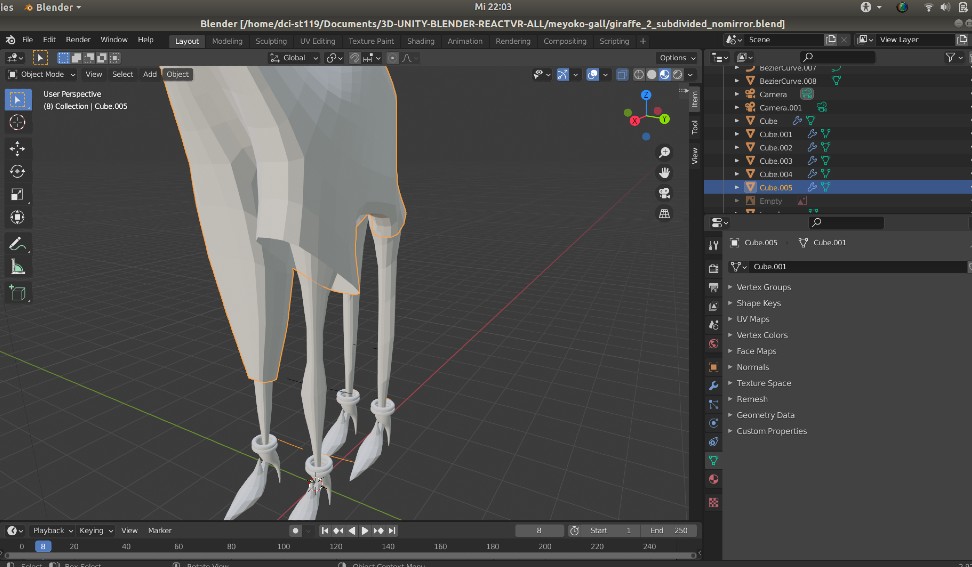 ies Blender Mi 22:03
Blender [/home/dci-st119/Documents/3D-UNITY-BLENDER-REACTVR-ALL/meyoko-gall/giraffe_2_subdivided_nomirror.blend]
File Edit Render Window Help Layout Modeling Sculpting UV Editing Texture Paint Shading Animation Rendering Compositing Scripting + Scene View Layer
Global Options
Object Mode View Select Add Object
User Perspective
(8) Collection | Cube.005
Z
X Y
Item
Tool
View
BezierCurve.007
BezierCurve.008
Camera
Camera.001
Cube
Cube.001
Cube.002
Cube.003
Cube.004
Cube.005
Empty
Cube.005 Cube.001
Cube.001
Vertex Groups
Shape Keys
UV Maps
Vertex Colors
Face Maps
Normals
Texture Space
Remesh
Geometry Data
Custom Properties
Playback Keying View Marker 8 Start 1 End 250
0 8 20 40 60 80 100 120 140 160 180 200 220 240
Select Box Select Rotate View Object Context Menu